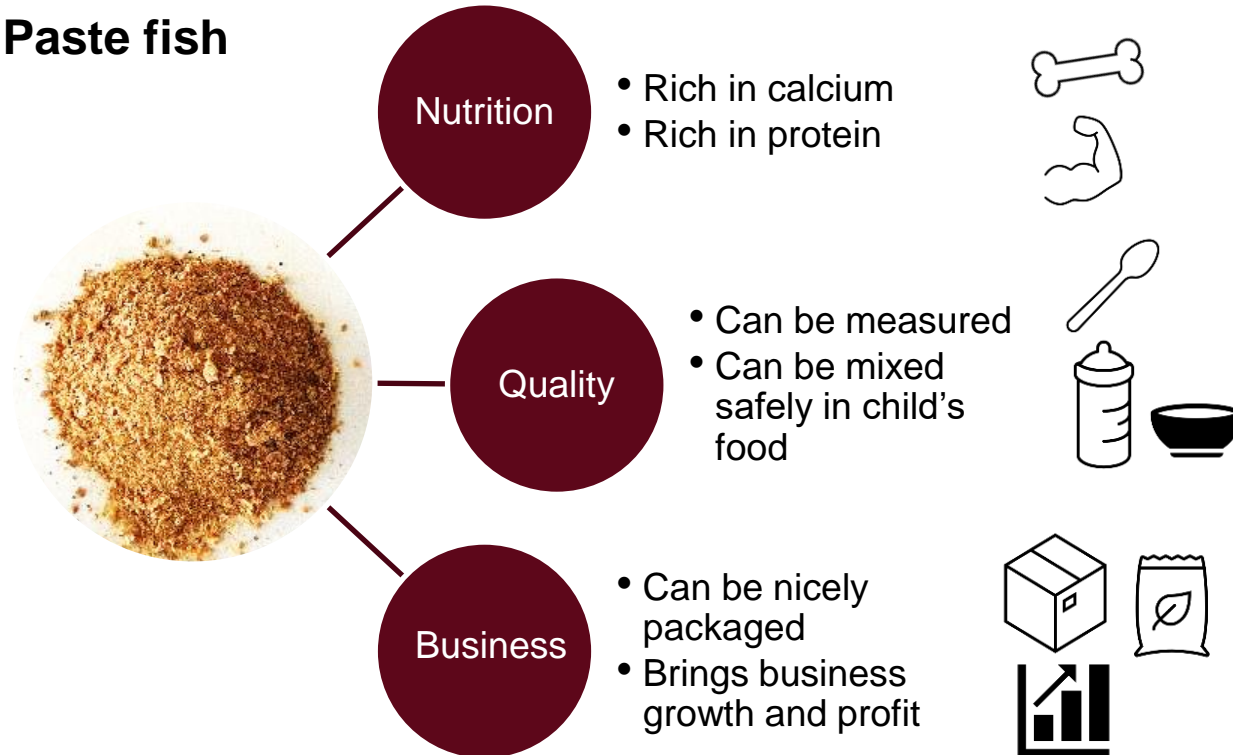 Paste fish
Nutrition
• Rich in calcium
• Rich in protein
Quality
• Can be measured
• Can be mixed
safely in child’s
food
Business
• Can be nicely
packaged
• Brings business
growth and profit